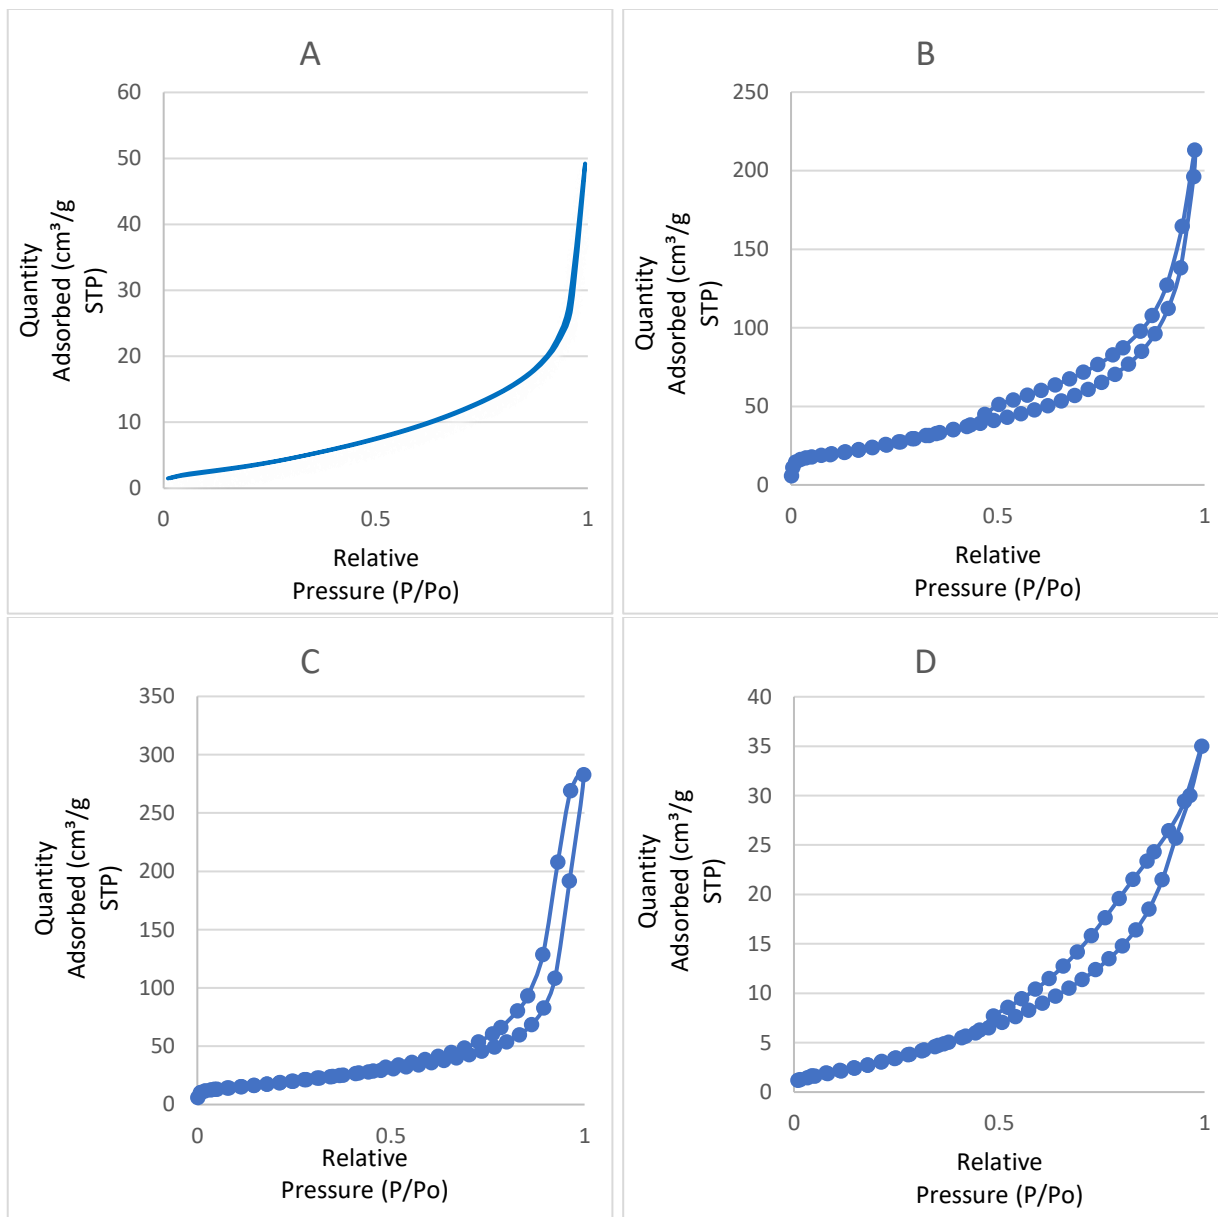 A
60
50
40
30
20
10
0
Quantity
Adsorbed (cm³/g
STP)
0
0.5
1
Relative
Pressure (P/Po)
B
250
200
150
100
50
0
Quantity
Adsorbed (cm³/g
STP)
0
0.5
1
Relative
Pressure (P/Po)
C
350
300
250
200
150
100
50
0
Quantity
Adsorbed (cm³/g
STP)
0
0.5
1
Relative
Pressure (P/Po)
D
40
35
30
25
20
15
10
5
0
Quantity
Adsorbed (cm³/g
STP)
0
0.5
1
Relative
Pressure (P/Po)